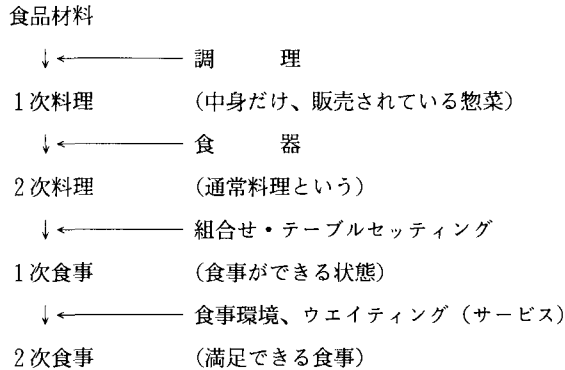 食品材料
↓←――― 調　　理
1次料理　（中身だけ、販売されている惣菜）
↓←――― 食　　器
2次料理　（通常料理という）
↓←――― 組合せ・テーブルセッティング
1次食事　（食事ができる状態）
↓←――― 食事環境、ウエイティング（サービス）
2次食事　（満足できる食事）